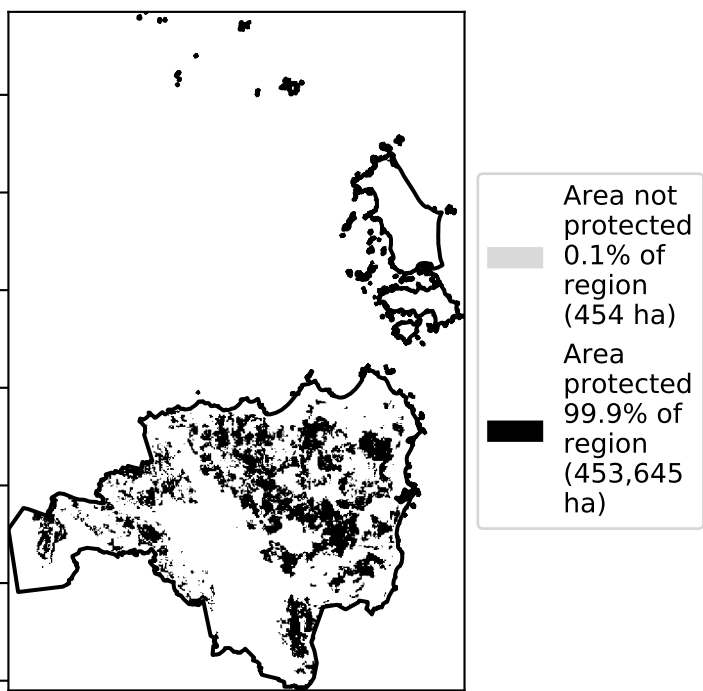 Area not
protected
0.1% of
region
(454 ha)
Area
protected
99.9% of
region
(453,645
ha)